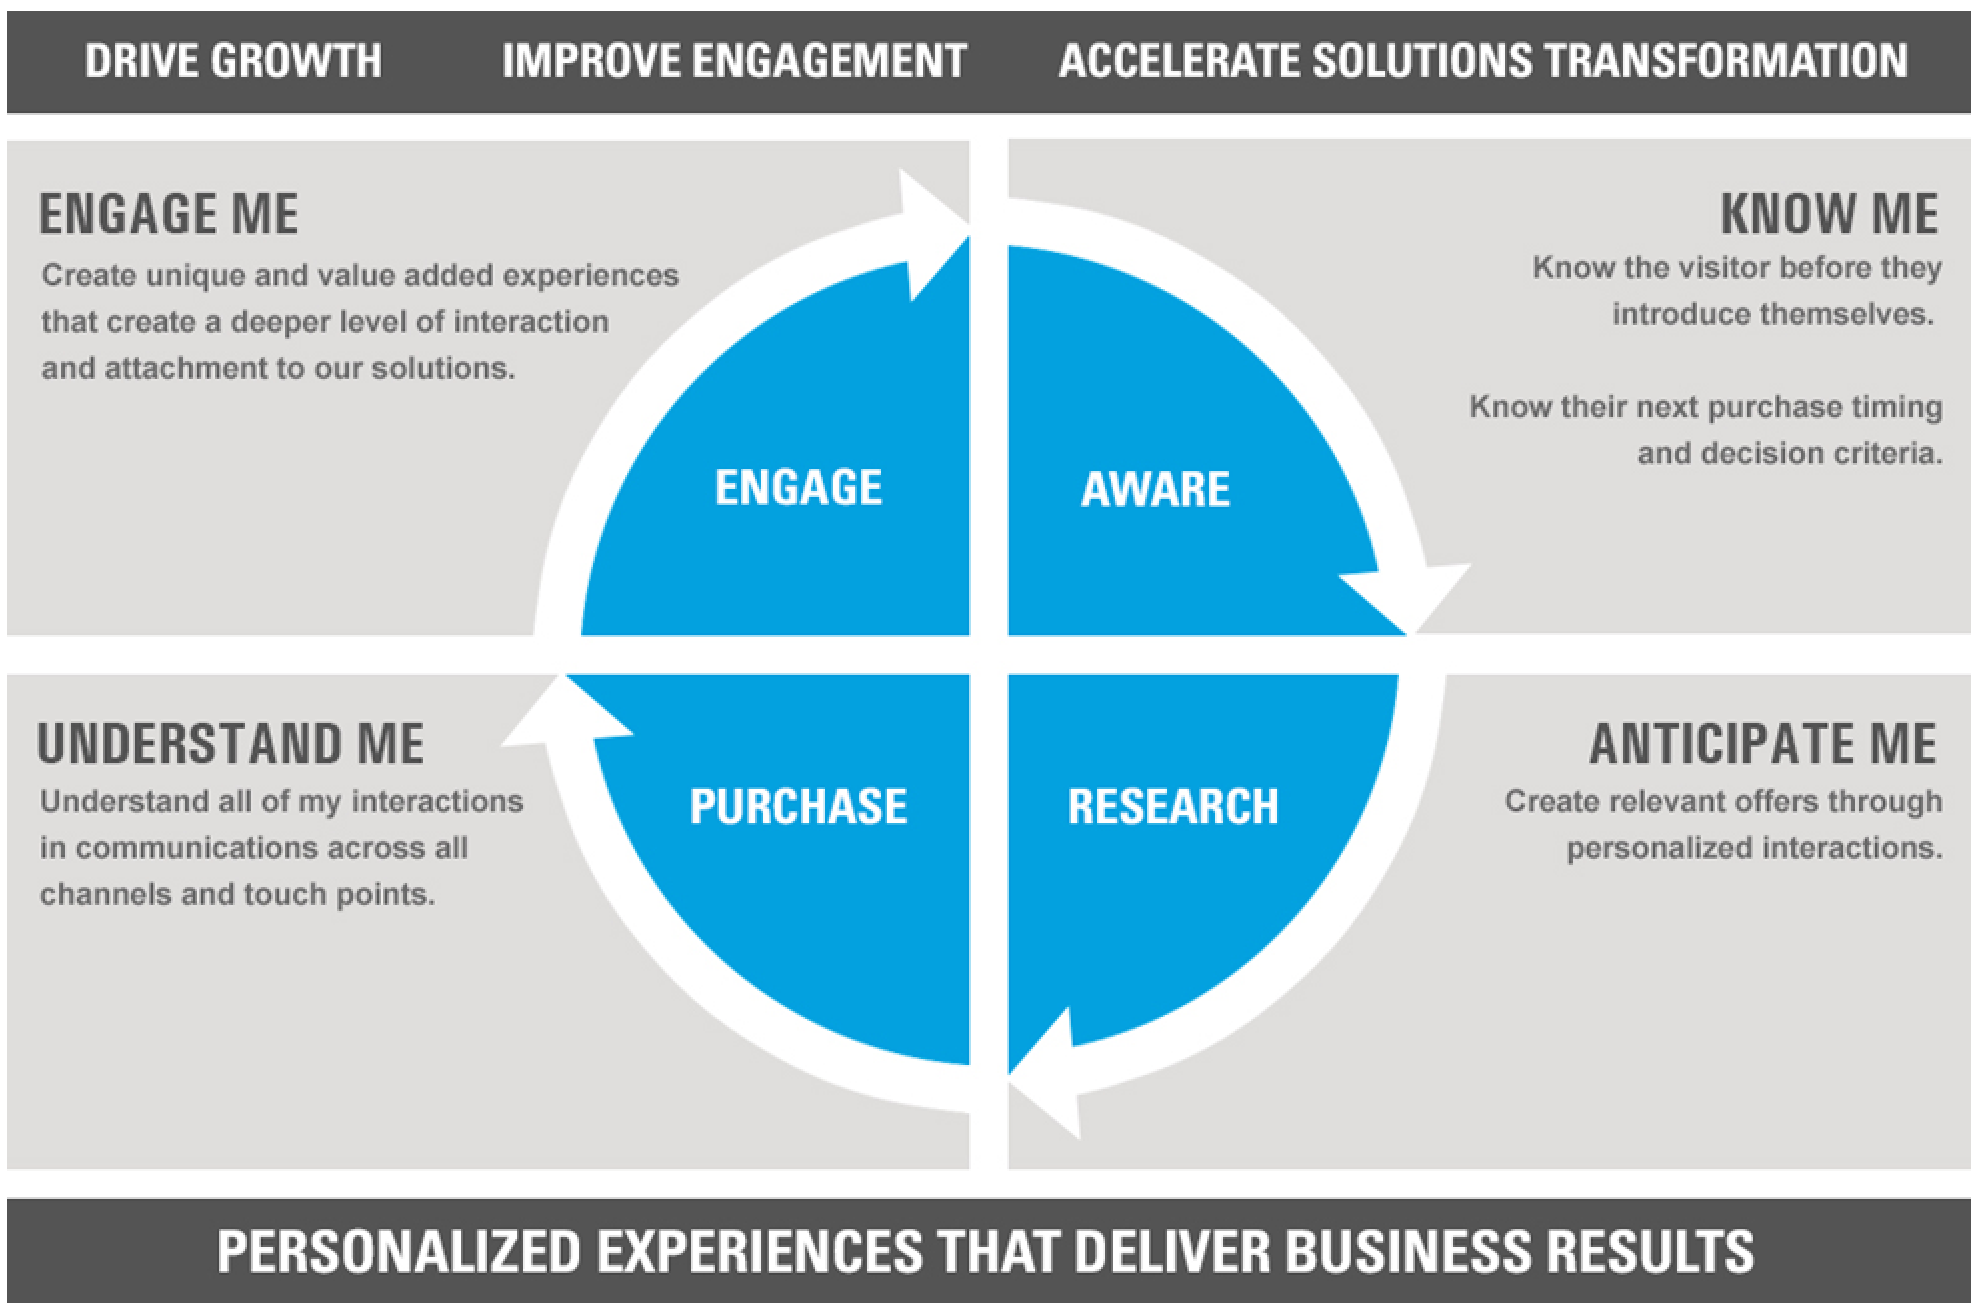 DRIVE GROWTH IMPROVE ENGAGEMENT ACCELERATE SOLUTIONS TRANSFORMATION
ENGAGE ME
Create unique and value added experiences
that create a deeper level of interaction
and attachment to our solutions.
KNOW ME
Know the visitor before they
introduce themselves.
Know their next purchase timing
and decision criteria.
ENGAGE
AWARE
UNDERSTAND ME
Understand all of my interactions
in communications across all
channels and touch points.
PURCHASE
RESEARCH
ANTICIPATE ME
Create relevant offers through
personalized interactions.
PERSONALIZED EXPERIENCES THAT DELIVER BUSINESS RESULTS